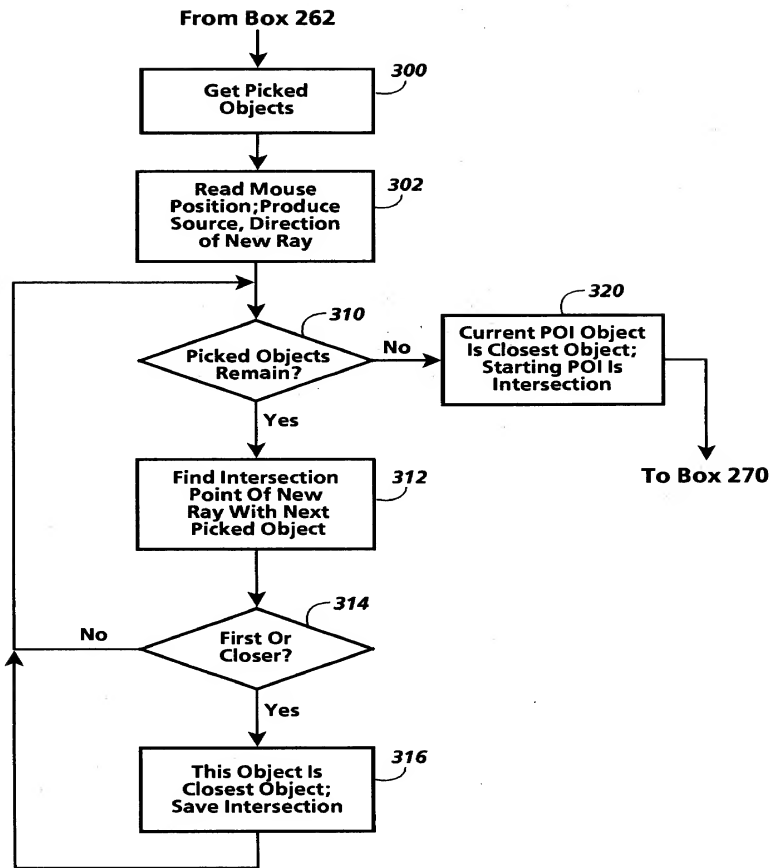 From Box 262
300
Get Picked
Objects
302
Read Mouse
Position;Produce
Source, Direction
of New Ray
310
Picked Objects
Remain?
No
320
Current POI Object
Is Closest Object;
Starting POI Is
Intersection
To Box 270
Yes
312
Find Intersection
Point Of New
Ray With Next
Picked Object
314
First Or
Closer?
No
Yes
316
This Object Is
Closest Object;
Save Intersection